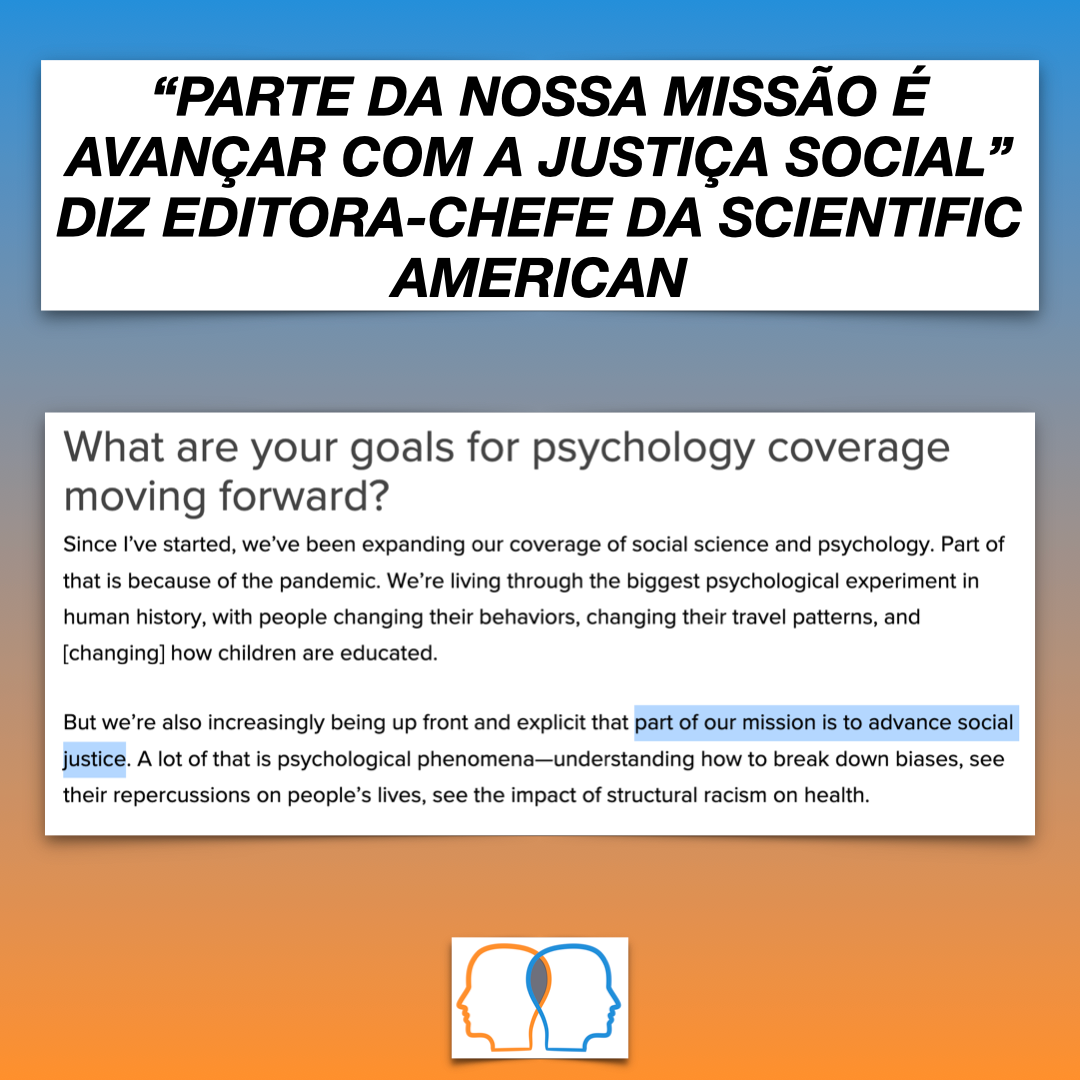 “PARTE DA NOSSA MISSÃO É
AVANÇAR COM A JUSTIÇA SOCIAL”
DIZ EDITORA-CHEFE DA SCIENTIFIC
AMERICAN
What are your goals for psychology coverage
moving forward?
Since I’ve started, we’ve been expanding our coverage of social science and psychology. Part of
that is because of the pandemic. We’re living through the biggest psychological experiment in
human history, with people changing their behaviors, changing their travel patterns, and
[changing] how children are educated.
But we’re also increasingly being up front and explicit that part of our mission is to advance social
justice. A lot of that is psychological phenomena—understanding how to break down biases, see
their repercussions on people’s lives, see the impact of structural racism on health.